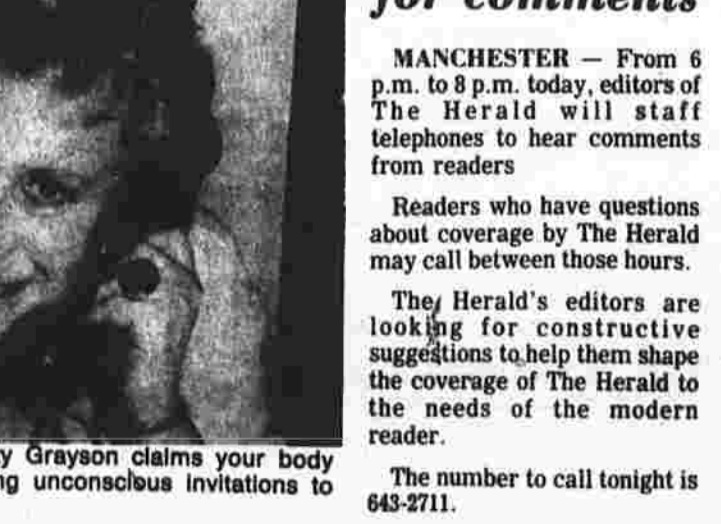 for comments
MANCHESTER — From 6
p.m. to 8 p.m. today, editors of
The Herald will staff
telephones to hear comments
from readers
Readers who have questions
about coverage by The Herald
may call between those hours.
The Herald's editors are
looking for constructive
suggestions to help them shape
the coverage of The Herald to
the needs of the modern
reader.
The number to call tonight is
643-2711.
y Grayson claims your body
ng unconscious invitations to